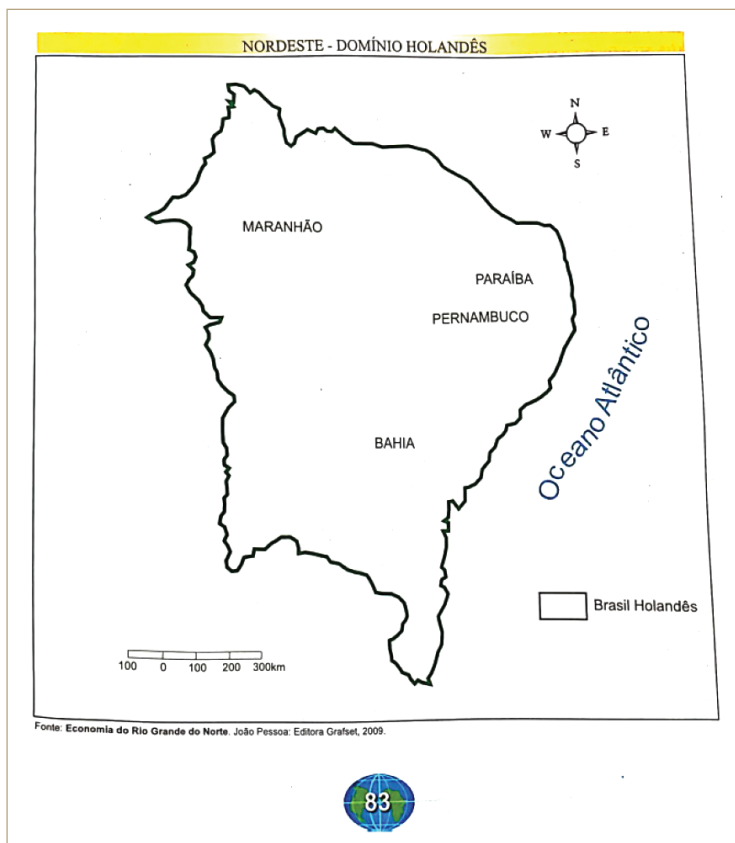 NORDESTE - DOMÍNIO HOLANDÊS
N
W
E
S
MARANHÃO
PARAÍBA
PERNAMBUCO
Oceano Atlântico
BAHIA
Brasil Holandês
100 0 100 200 300km
Fonte: Economia do Rio Grande do Norte. João Pessoa: Editora Grafset, 2009.
83